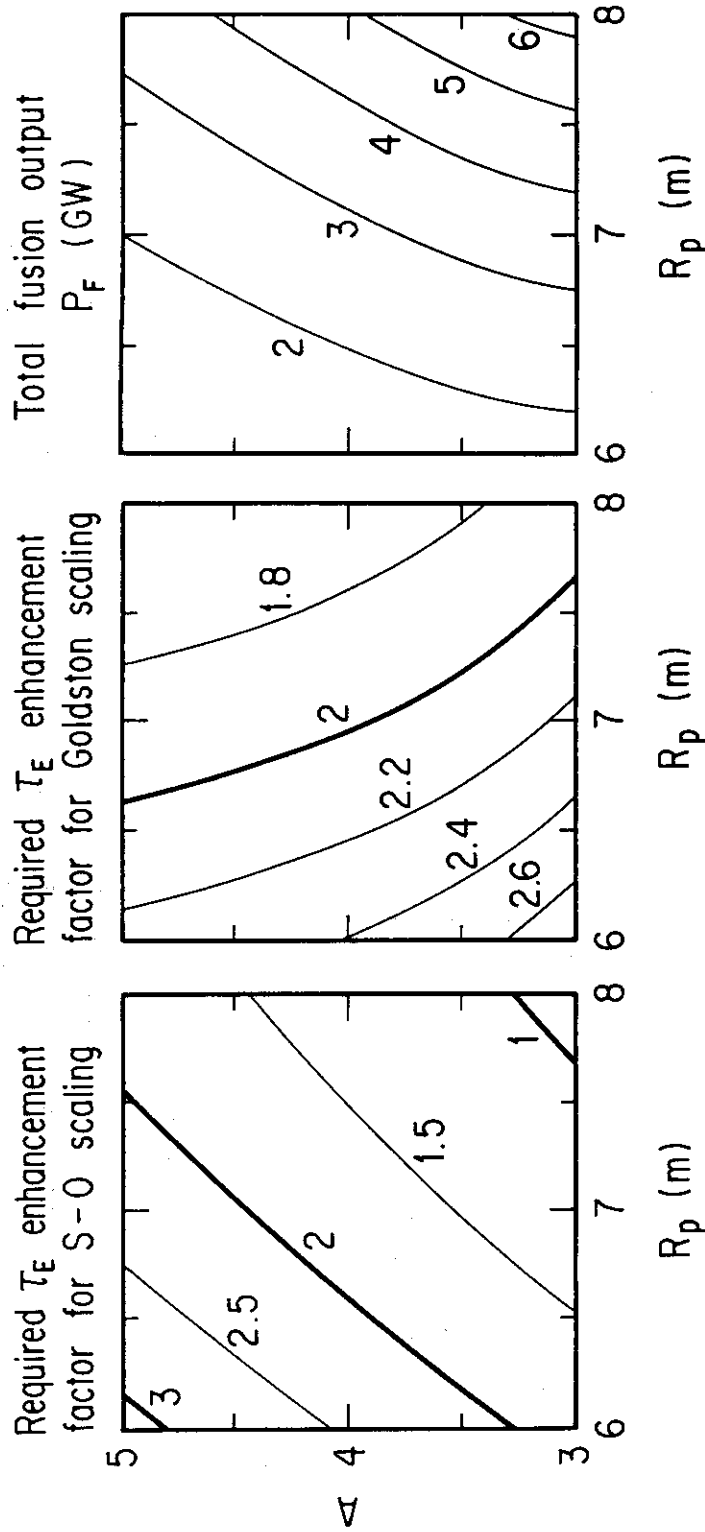 Required τE enhancement
factor for S-O scaling
5
4
3
A
3
2.5
2
1.5
1
6 7 8
Rp (m)
Required τE enhancement
factor for Goldston scaling
1.8
2
2.2
2.4
2.6
6 7 8
Rp (m)
Total fusion output
PF (GW)
2
3
4
5
6
6 7 8
Rp (m)